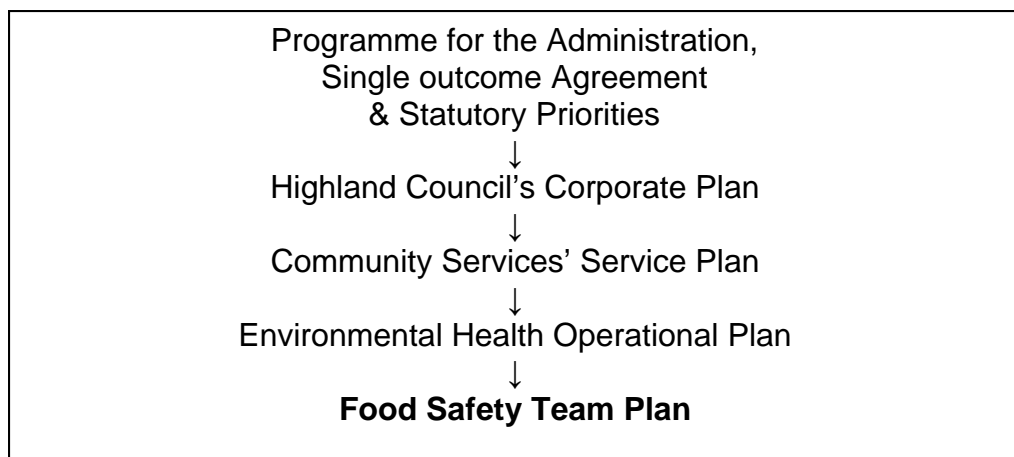 Programme for the Administration,
Single outcome Agreement
& Statutory Priorities
↓
Highland Council’s Corporate Plan
↓
Community Services’ Service Plan
↓
Environmental Health Operational Plan
↓
Food Safety Team Plan